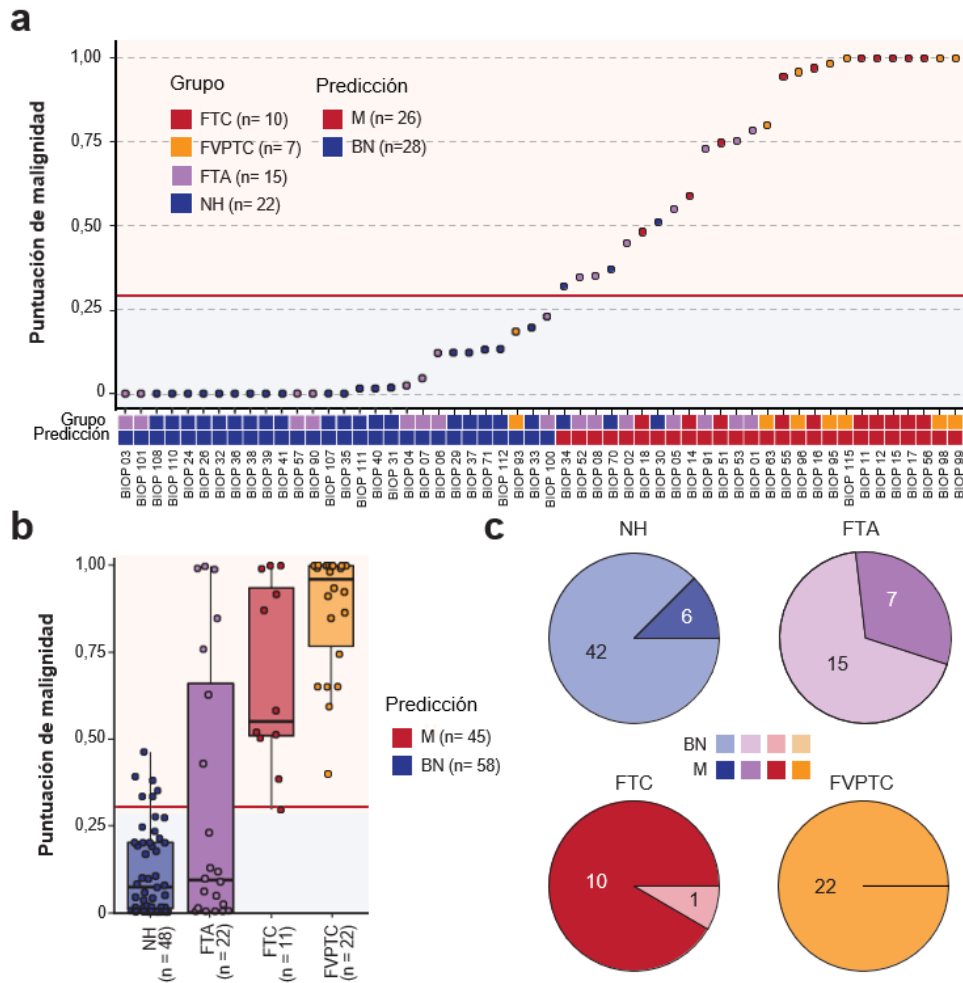 a
Puntuación de malignidad
1,00
0,75
0,50
0,25
0
Grupo
FTC (n= 10)
FVPTC (n= 7)
FTA (n= 15)
NH (n= 22)
Predicción
M (n= 26)
BN (n=28)
Grupo
Predicción
BIOP 03
BIOP 101
BIOP 108
BIOP 110
BIOP 24
BIOP 26
BIOP 32
BIOP 36
BIOP 38
BIOP 39
BIOP 41
BIOP 57
BIOP 90
BIOP 107
BIOP 35
BIOP 111
BIOP 40
BIOP 31
BIOP 04
BIOP 07
BIOP 06
BIOP 29
BIOP 37
BIOP 71
BIOP 112
BIOP 93
BIOP 33
BIOP 100
BIOP 34
BIOP 52
BIOP 08
BIOP 70
BIOP 02
BIOP 18
BIOP 30
BIOP 05
BIOP 14
BIOP 91
BIOP 51
BIOP 53
BIOP 01
BIOP 63
BIOP 55
BIOP 96
BIOP 16
BIOP 95
BIOP 115
BIOP 11
BIOP 12
BIOP 15
BIOP 17
BIOP 56
BIOP 98
BIOP 99
b
Puntuación de malignidad
1,00
0,75
0,50
0,25
0
NH
(n = 48)
FTA
(n = 22)
FTC
(n = 11)
FVPTC
(n = 22)
Predicción
M (n= 45)
BN (n= 58)
c
NH
42
6
FTA
15
7
BN
M
FTC
10
1
FVPTC
22